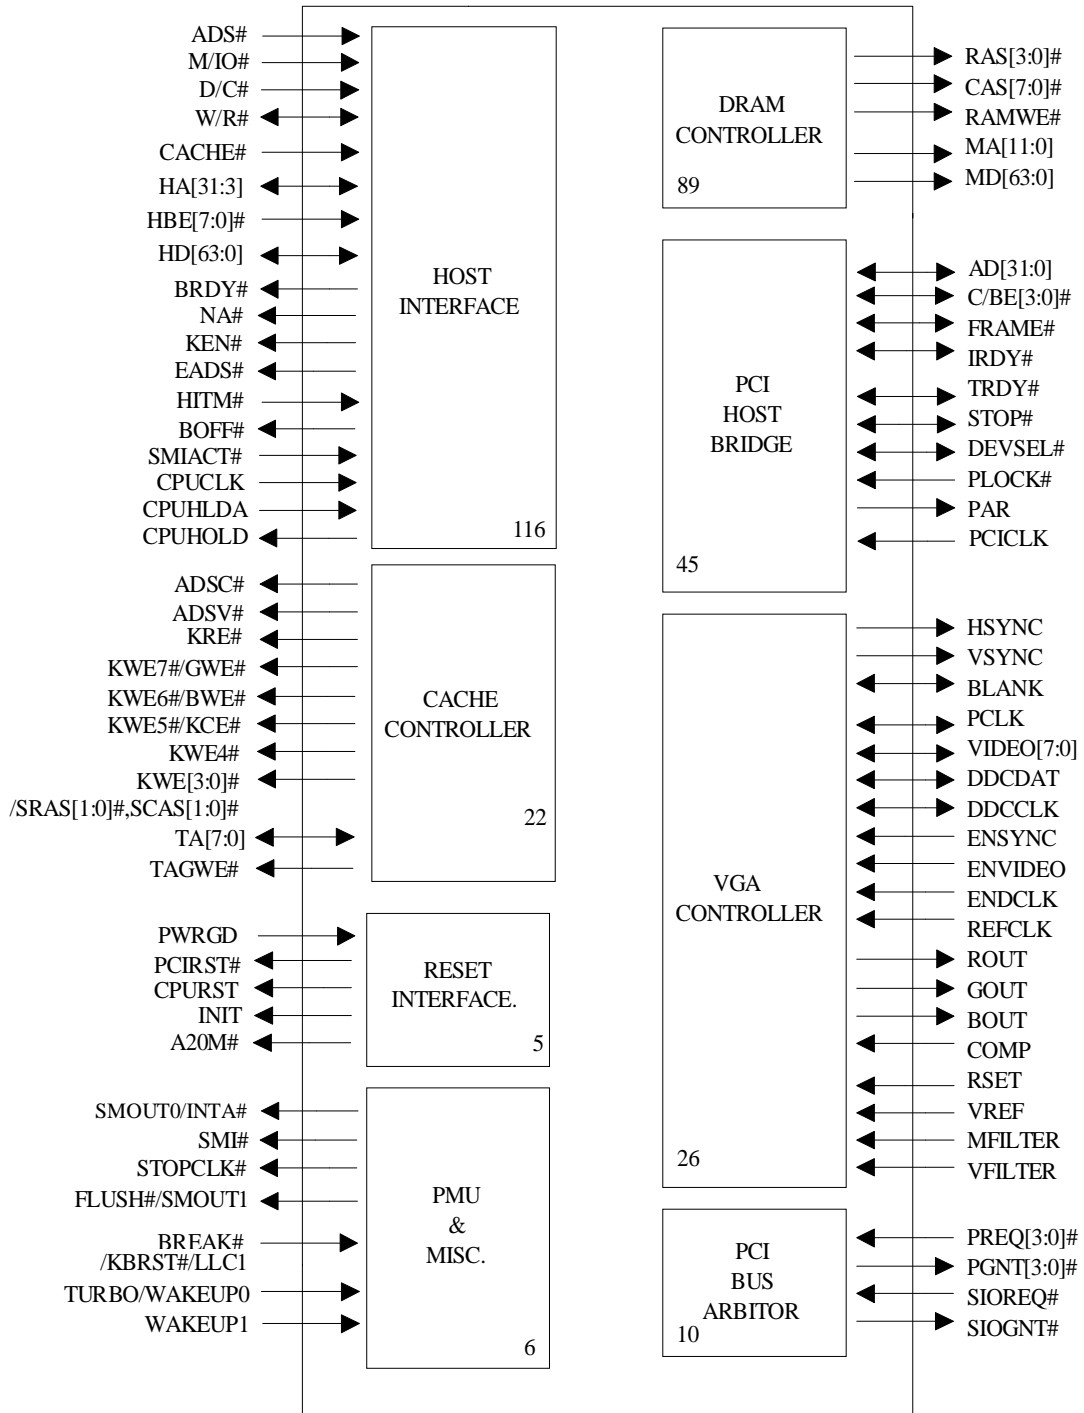 ADS#
M/IO#
D/C#
W/R#
CACHE#
HA[31:3]
HBE[7:0]#
HD[63:0]
BRDY#
NA#
KEN#
EADS#
HITM#
BOFF#
SMIACT#
CPUCLK
CPUHLDA
CPUHOLD
HOST
INTERFACE
116
ADSC#
ADSV#
KRE#
KWE7#/GWE#
KWE6#/BWE#
KWE5#/KCE#
KWE4#
KWE[3:0]#
/SRAS[1:0]#,SCAS[1:0]#
TA[7:0]
TAGWE#
CACHE
CONTROLLER
22
PWRGD
PCIRST#
CPURST
INIT
A20M#
RESET
INTERFACE.
5
SMOUT0/INTA#
SMI#
STOPCLK#
FLUSH#/SMOUT1
BREAK#
/KBRST#/LLC1
TURBO/WAKEUP0
WAKEUP1
PMU
&
MISC.
6
DRAM
CONTROLLER
89
RAS[3:0]#
CAS[7:0]#
RAMWE#
MA[11:0]
MD[63:0]
PCI
HOST
BRIDGE
45
AD[31:0]
C/BE[3:0]#
FRAME#
IRDY#
TRDY#
STOP#
DEVSEL#
PLOCK#
PAR
PCICLK
VGA
CONTROLLER
26
HSYNC
VSYNC
BLANK
PCLK
VIDEO[7:0]
DDCDAT
DDCCLK
ENSYNC
ENVIDEO
ENDCLK
REFCLK
ROUT
GOUT
BOUT
COMP
RSET
VREF
MFILTER
VFILTER
PCI
BUS
ARBITOR
10
PREQ[3:0]#
PGNT[3:0]#
SIOREQ#
SIOGNT#